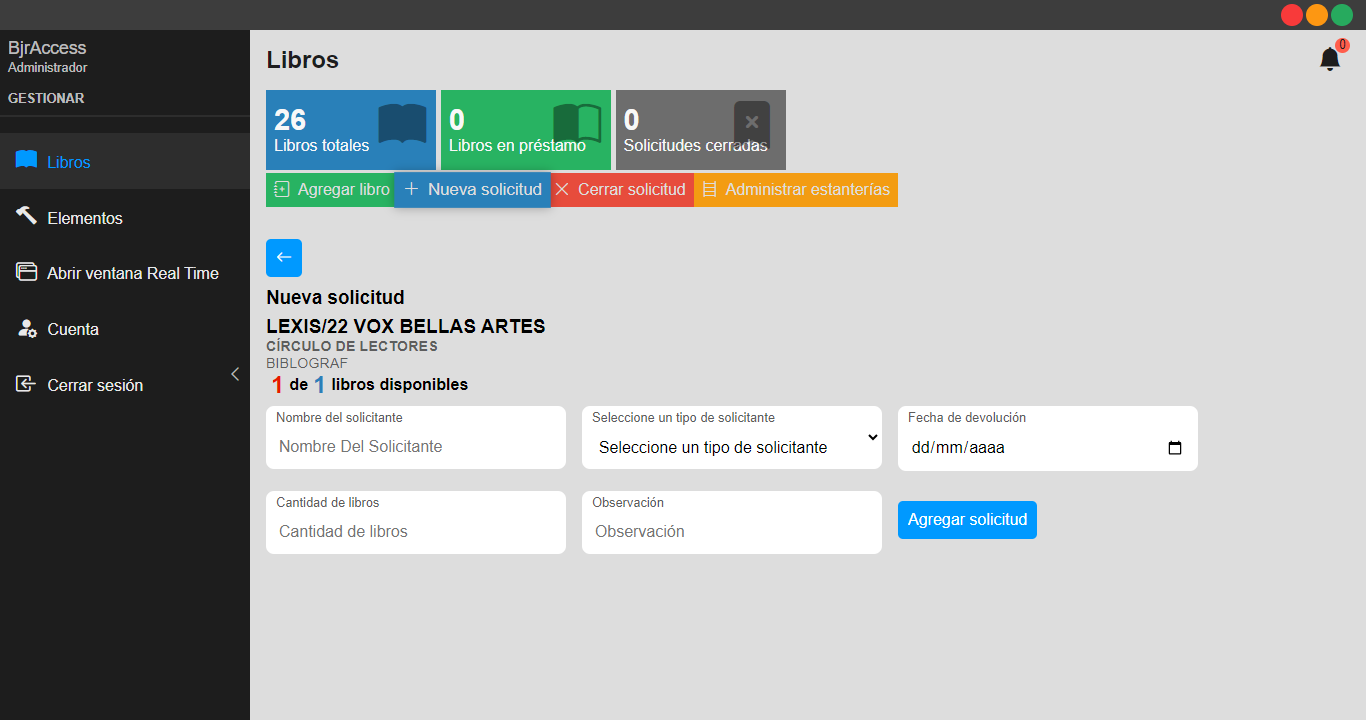 BjrAccess
Administrador
GESTIONAR
Libros
Elementos
Abrir ventana Real Time
Cuenta
Cerrar sesión
Libros
0
26
Libros totales
0
Libros en préstamo
0
Solicitudes cerradas
Agregar libro
Nueva solicitud
Cerrar solicitud
Administrar estanterías
Nueva solicitud
LEXIS/22 VOX BELLAS ARTES
CÍRCULO DE LECTORES
BIBLOGRAF
1 de 1 libros disponibles
Nombre del solicitante
Nombre Del Solicitante
Seleccione un tipo de solicitante
Seleccione un tipo de solicitante
Fecha de devolución
dd/mm/aaaa
Cantidad de libros
Cantidad de libros
Observación
Observación
Agregar solicitud